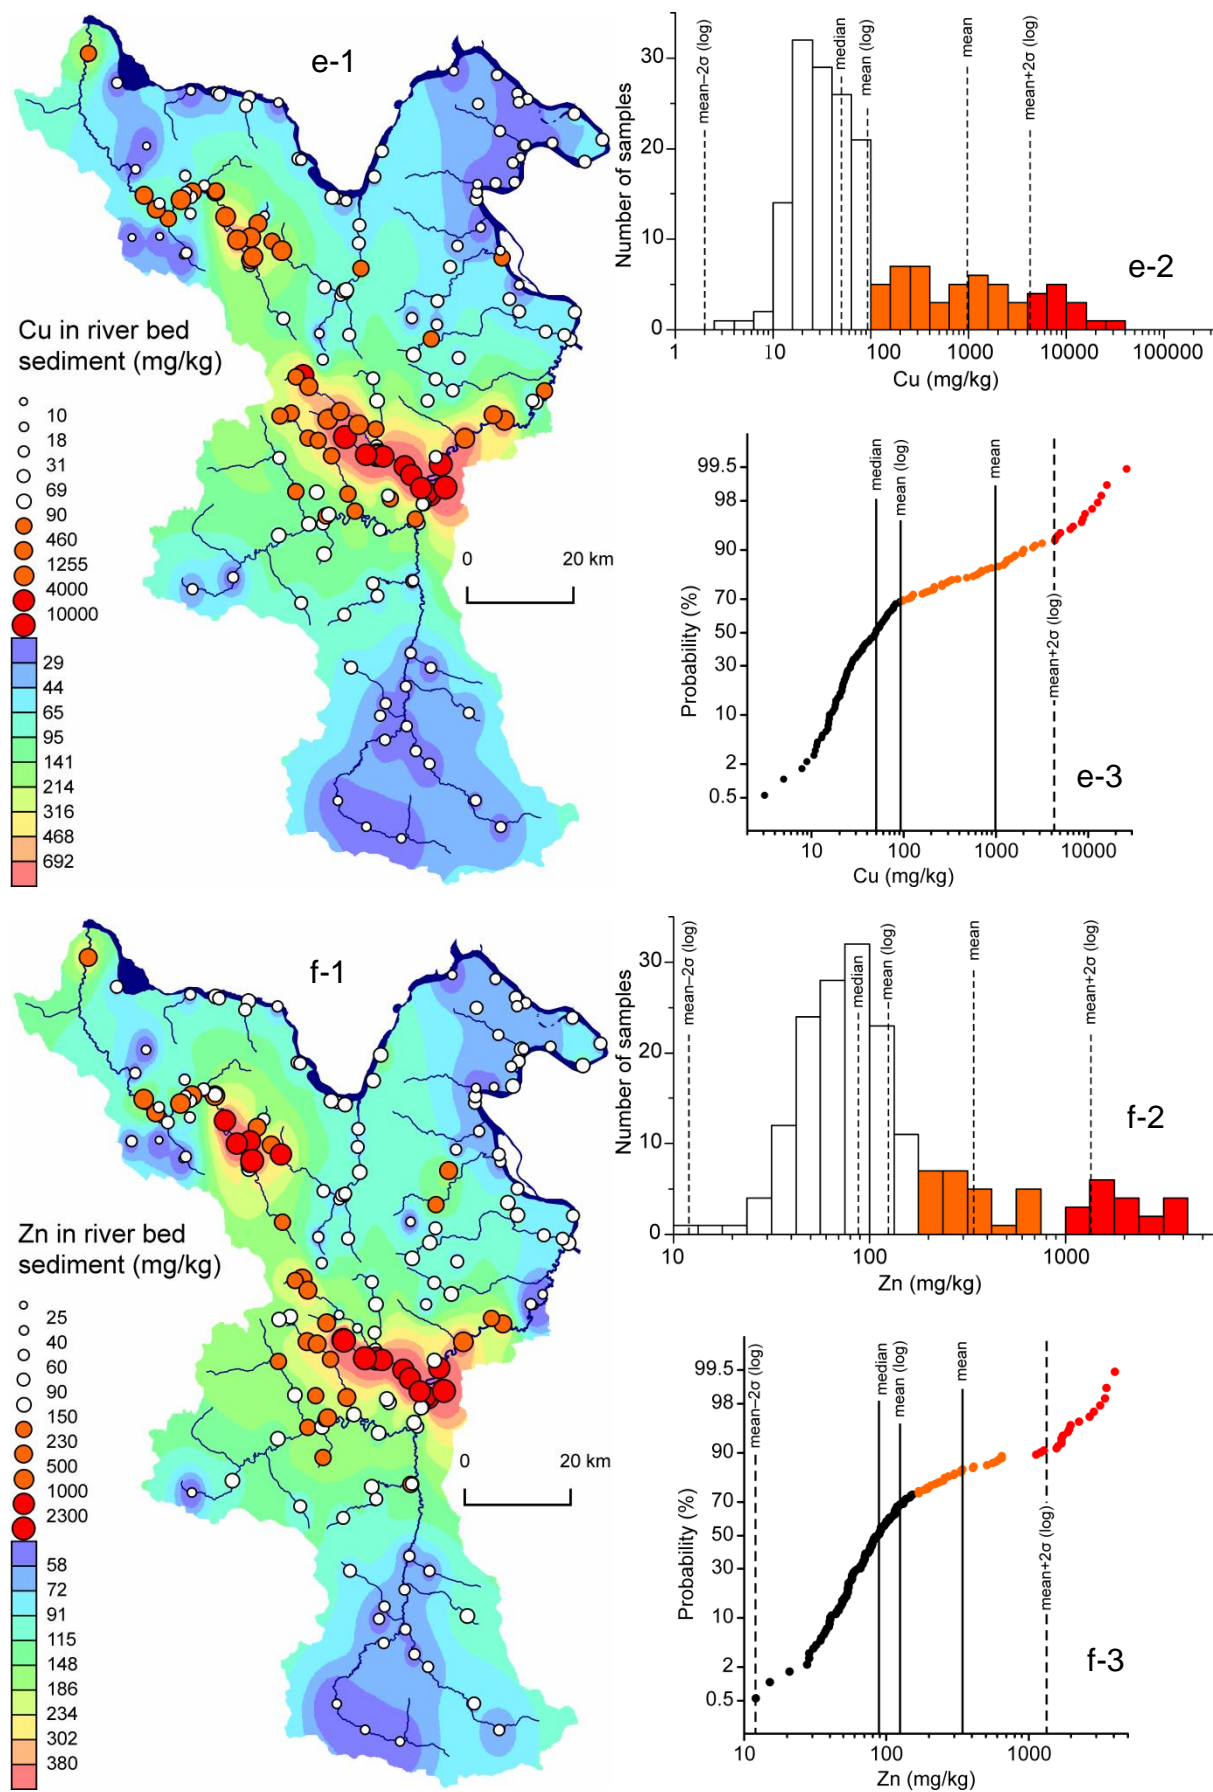 e-1
Cu in river bed
sediment (mg/kg)
10
18
31
69
90
460
1255
4000
10000
29
44
65
95
141
214
316
468
692
0 20 km
Number of samples
30
20
10
0
mean–2σ (log)
median
mean (log)
mean
mean+2σ (log)
e-2
1 10 100 1000 10000 100000
Cu (mg/kg)
Probability (%)
99.5
98
90
70
50
30
10
2
0.5
median
mean (log)
mean
mean+2σ (log)
e-3
10 100 1000 10000
Cu (mg/kg)
f-1
Zn in river bed
sediment (mg/kg)
25
40
60
90
150
230
500
1000
2300
58
72
91
115
148
186
234
302
380
0 20 km
Number of samples
30
20
10
0
mean–2σ (log)
median
mean (log)
mean
mean+2σ (log)
f-2
10 100 1000
Zn (mg/kg)
Probability (%)
99.5
98
90
70
50
30
10
2
0.5
mean–2σ (log)
median
mean (log)
mean
mean+2σ (log)
f-3
10 100 1000
Zn (mg/kg)